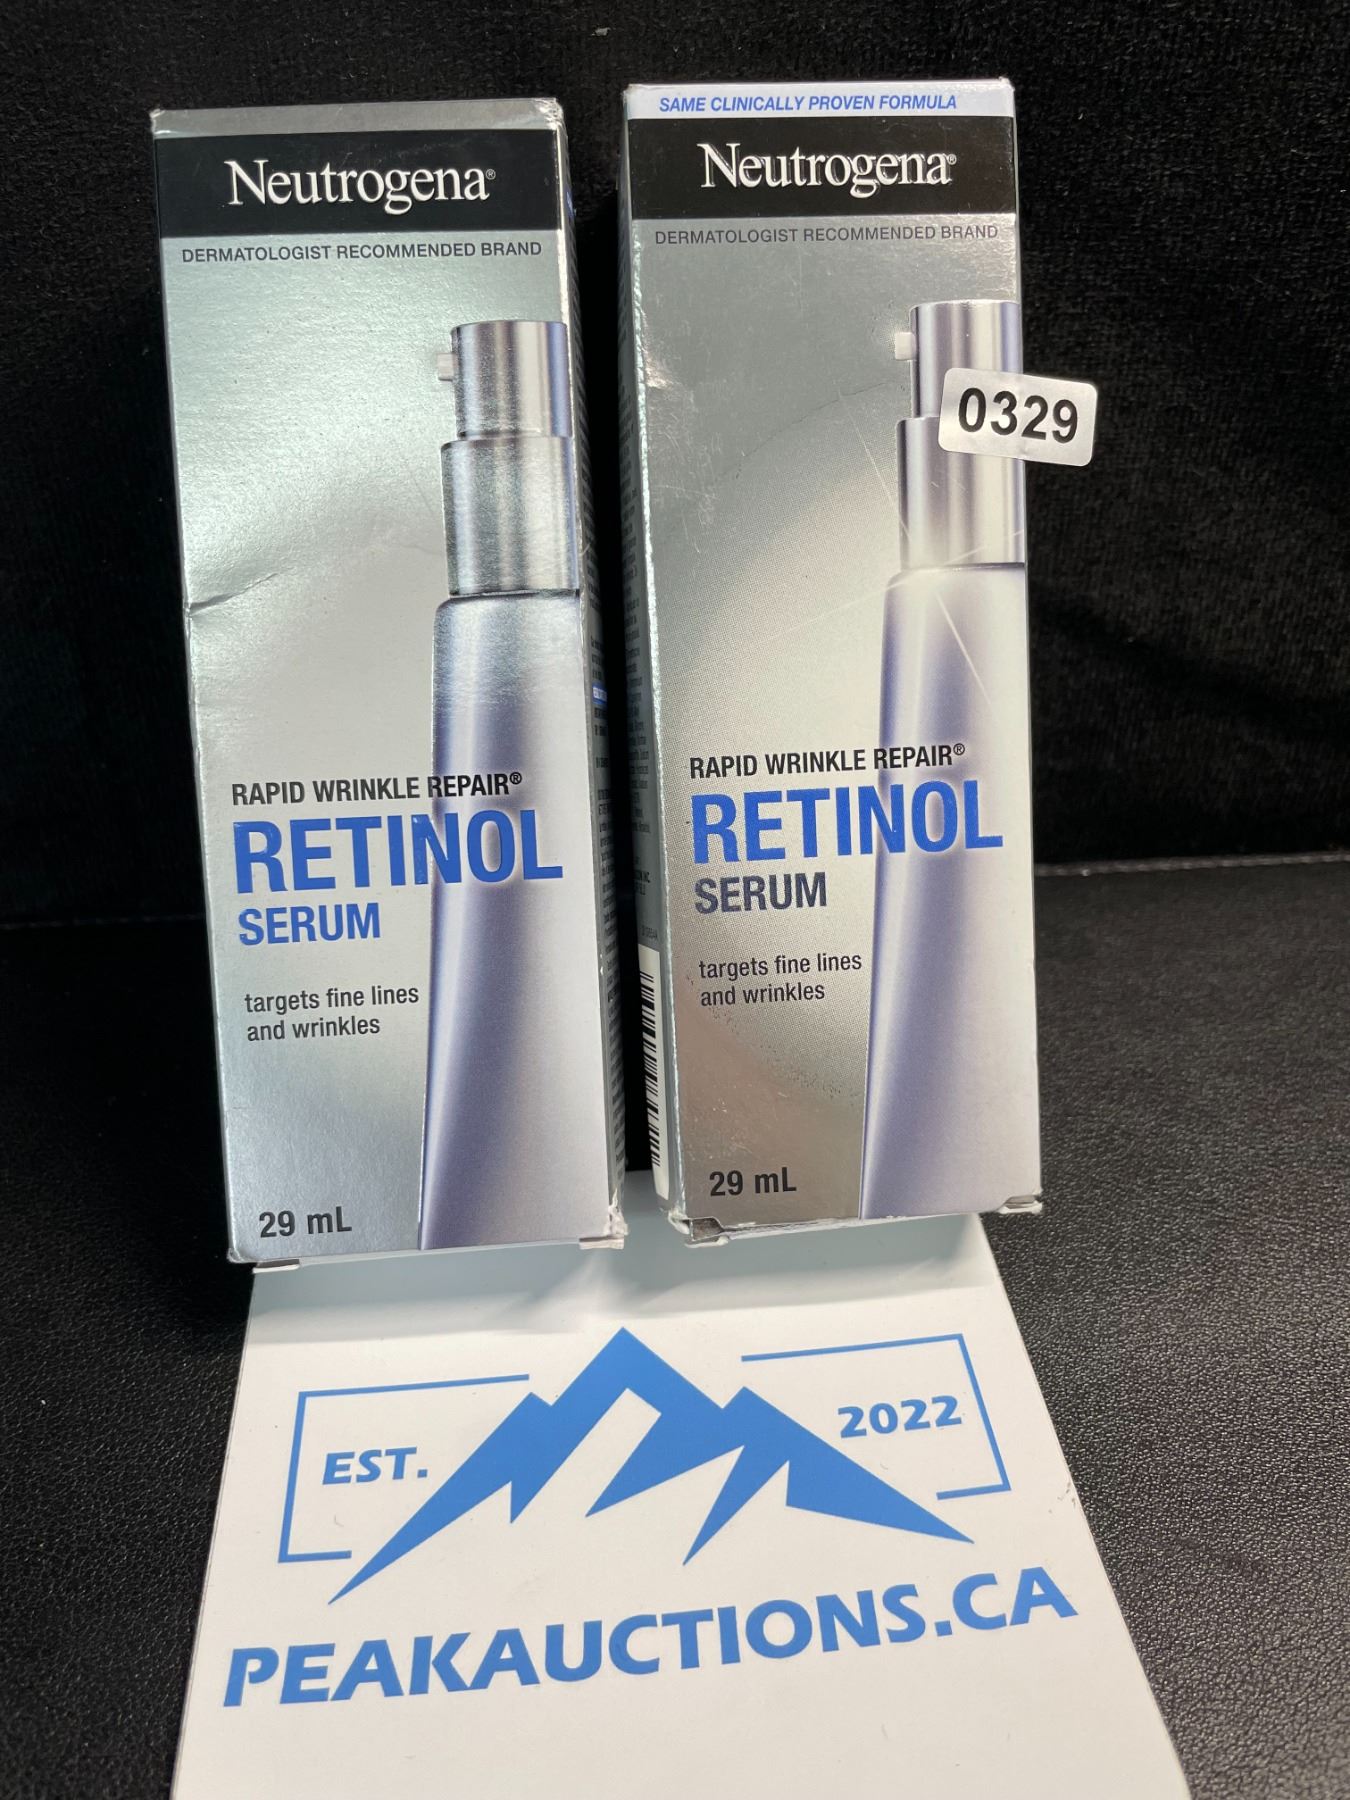 Neutrogena®
DERMATOLOGIST RECOMMENDED BRAND
RAPID WRINKLE REPAIR®
RETINOL
SERUM
targets fine lines
and wrinkles
29 mL
SAME CLINICALLY PROVEN FORMULA
Neutrogena®
DERMATOLOGIST RECOMMENDED BRAND
0329
RAPID WRINKLE REPAIR®
RETINOL
SERUM
targets fine lines
and wrinkles
29 mL
EST.
2022
PEAKAUCTIONS.CA